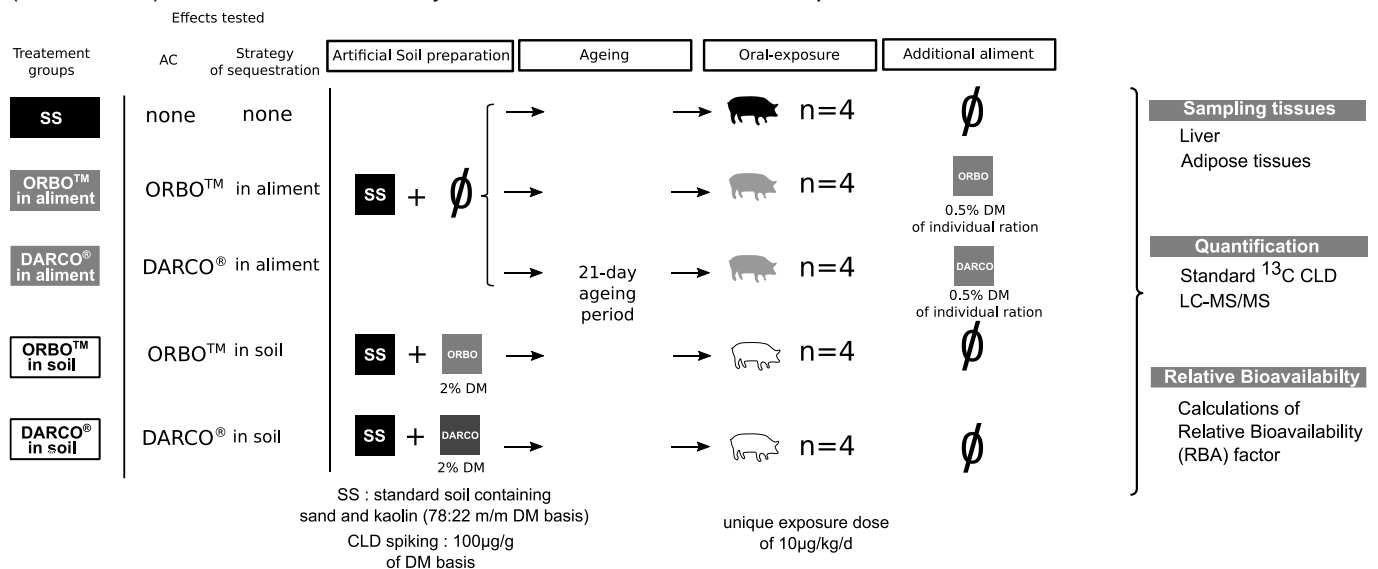 Effects tested
Treatement
groups
AC
Strategy
of sequestration
Artificial Soil preparation
Ageing
Oral-exposure
Additional aliment
SS
none
none
n=4
ϕ
ORBO™
in aliment
ORBO™
in aliment
SS + ϕ
n=4
ORBO
0.5% DM
of individual ration
DARCO®
in aliment
DARCO®
in aliment
21-day
ageing
period
n=4
DARCO
0.5% DM
of individual ration
ORBO™
in soil
ORBO™
in soil
SS + ORBO
2% DM
n=4
ϕ
DARCO®
in soil
DARCO®
in soil
SS + DARCO
2% DM
n=4
ϕ
SS : standard soil containing
sand and kaolin (78:22 m/m DM basis)
CLD spiking : 100µg/g
of DM basis
unique exposure dose
of 10µg/kg/d
Sampling tissues
Liver
Adipose tissues
Quantification
Standard ¹³C CLD
LC-MS/MS
Relative Bioavailabilty
Calculations of
Relative Bioavailability
(RBA) factor